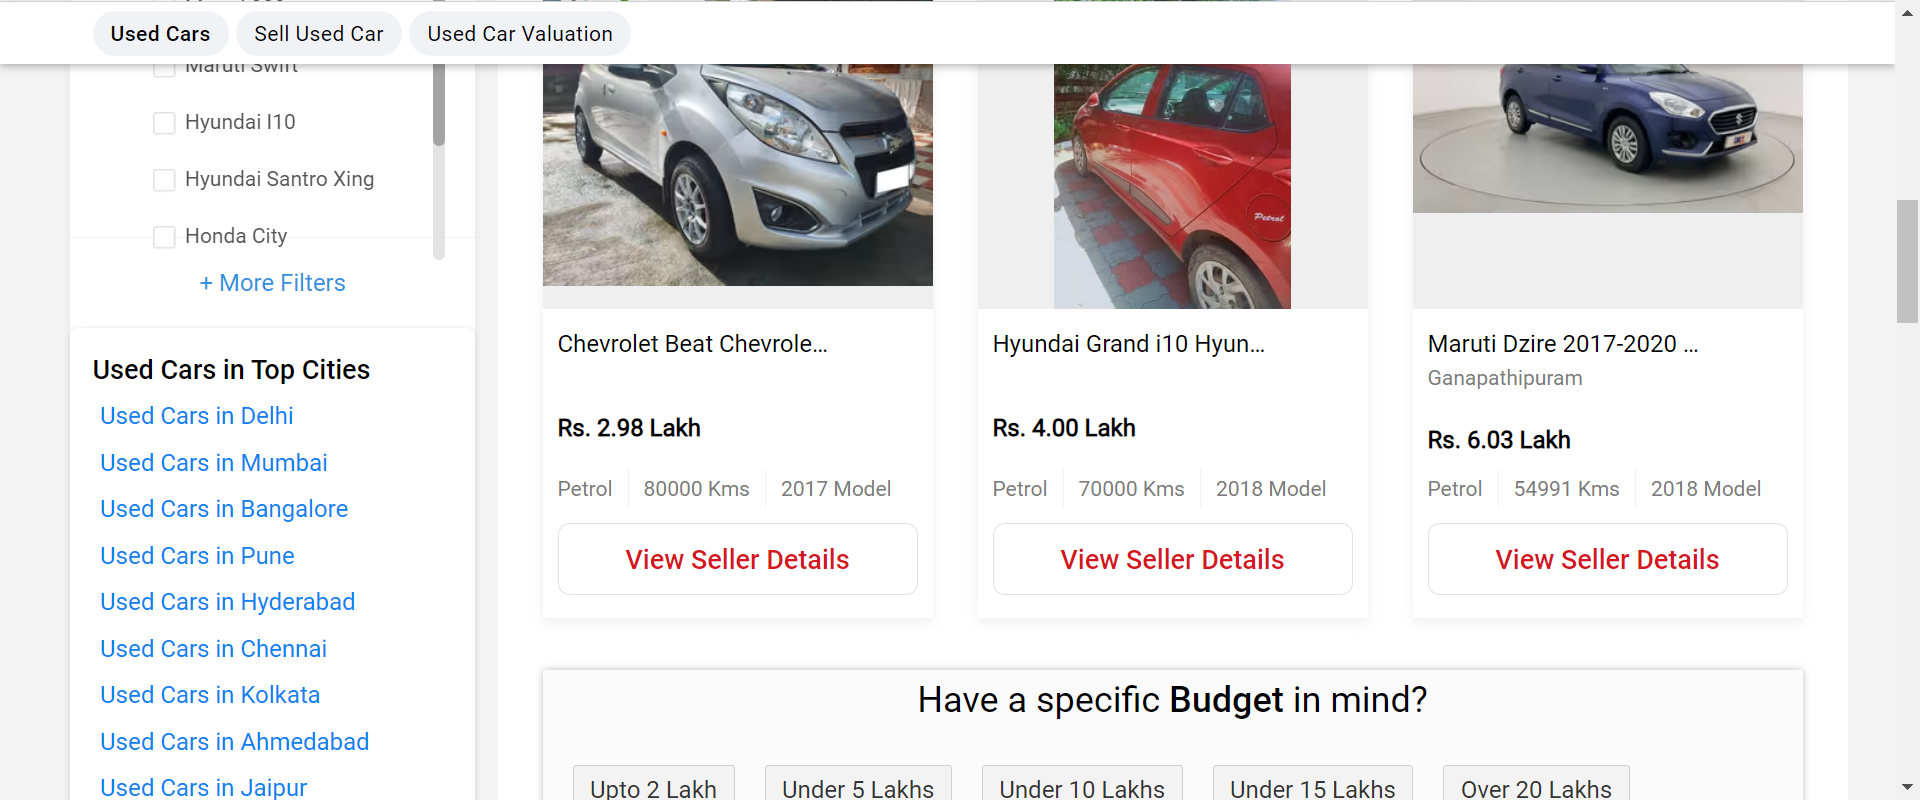 Used Cars
Sell Used Car
Used Car Valuation
Maruti Swift
Hyundai I10
Hyundai Santro Xing
Honda City
+ More Filters
Used Cars in Top Cities
Used Cars in Delhi
Used Cars in Mumbai
Used Cars in Bangalore
Used Cars in Pune
Used Cars in Hyderabad
Used Cars in Chennai
Used Cars in Kolkata
Used Cars in Ahmedabad
Used Cars in Jaipur
Petrol
Chevrolet Beat Chevrole...
Rs. 2.98 Lakh
Petrol 80000 Kms 2017 Model
View Seller Details
Hyundai Grand i10 Hyun...
Rs. 4.00 Lakh
Petrol 70000 Kms 2018 Model
View Seller Details
Maruti Dzire 2017-2020 ...
Ganapathipuram
Rs. 6.03 Lakh
Petrol 54991 Kms 2018 Model
View Seller Details
Have a specific Budget in mind?
Upto 2 Lakh
Under 5 Lakhs
Under 10 Lakhs
Under 15 Lakhs
Over 20 Lakhs